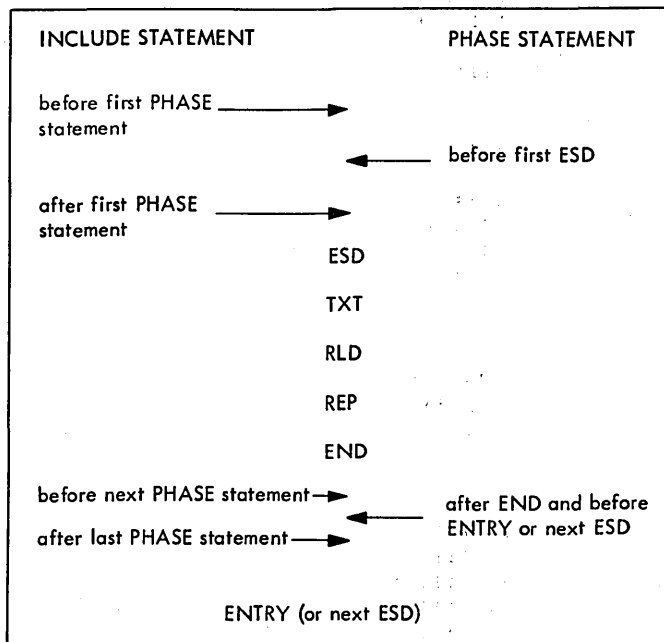 INCLUDE STATEMENT
PHASE STATEMENT
before first PHASE
statement
before first ESD
after first PHASE
statement
ESD
TXT
RLD
REP
END
before next PHASE statement
after END and before
ENTRY or next ESD
after last PHASE statement
ENTRY (or next ESD)